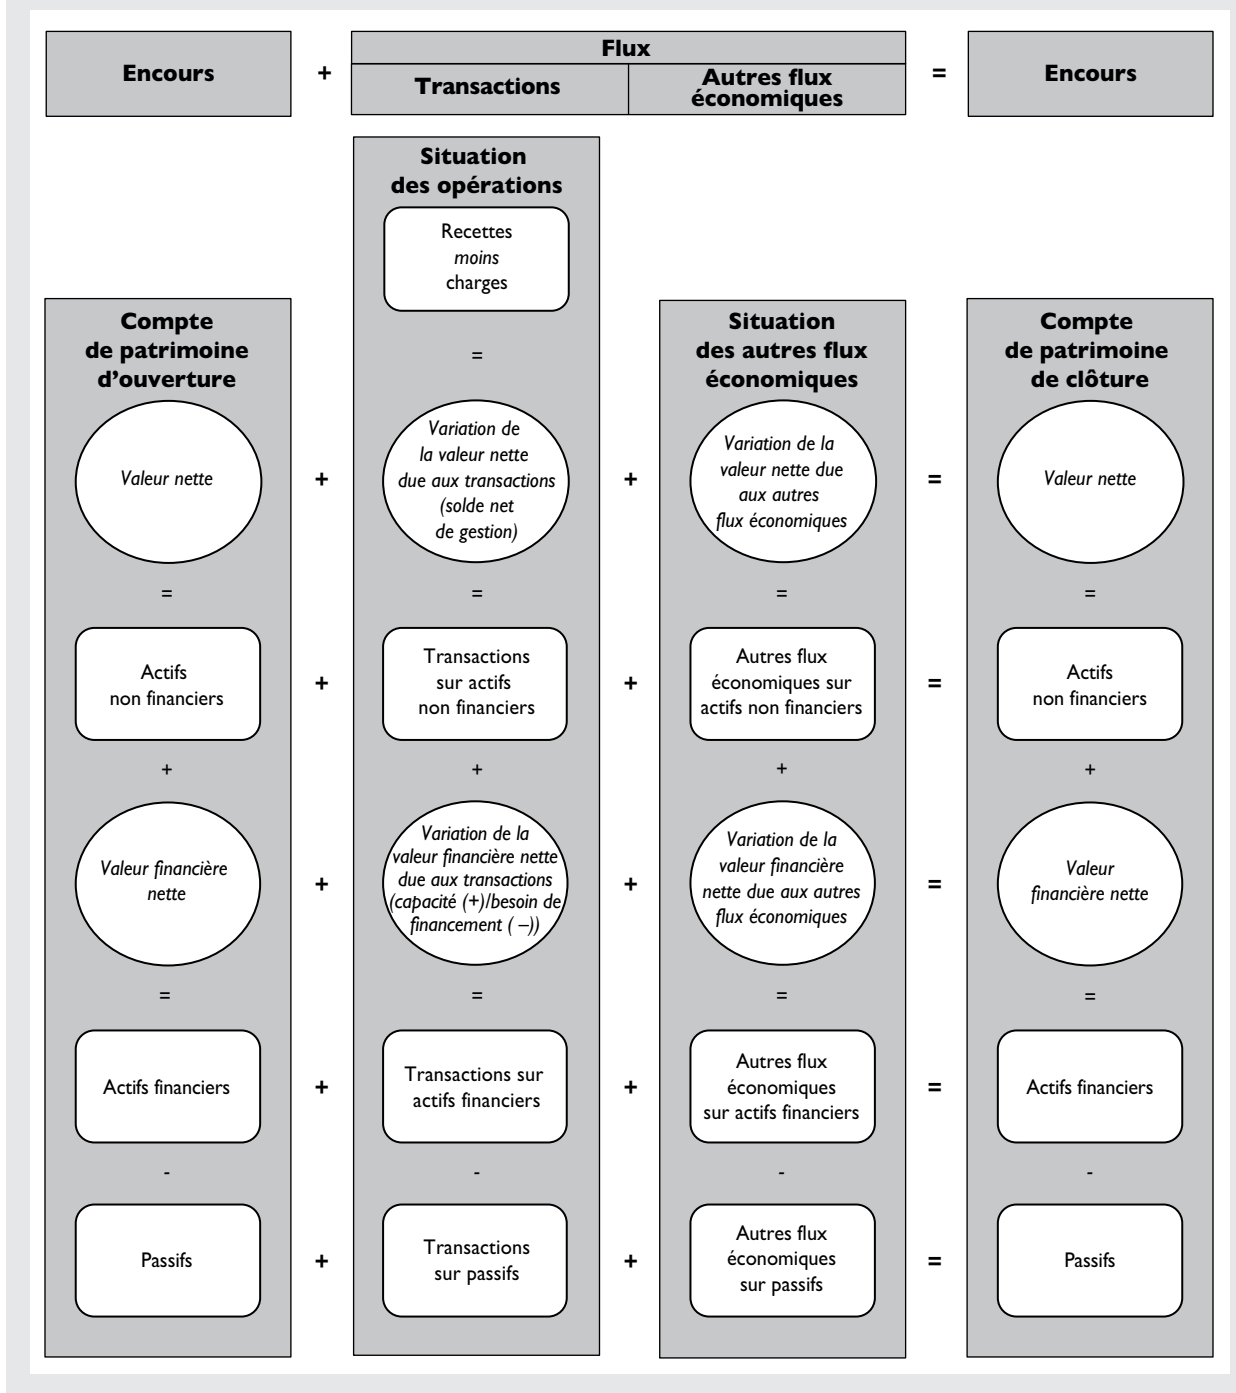 Encours
+
Flux
Transactions
Autres flux
économiques
=
Encours
Situation
des opérations
Recettes
moins
charges
=
Compte
de patrimoine
d’ouverture
Situation
des autres flux
économiques
Compte
de patrimoine
de clôture
Valeur nette
+
Variation de
la valeur nette
due aux transactions
(solde net
de gestion)
+
Variation de la
valeur nette due
aux autres
flux économiques
=
Valeur nette
=
=
=
=
Actifs
non financiers
+
Transactions
sur actifs
non financiers
+
Autres flux
économiques sur
actifs non financiers
=
Actifs
non financiers
+
+
+
+
Valeur financière
nette
+
Variation de la
valeur financière nette
due aux transactions
(capacité (+)/besoin de
financement ( –))
+
Variation de la
valeur financière
nette due aux autres
flux économiques
=
Valeur
financière nette
=
=
=
=
Actifs financiers
+
Transactions sur
actifs financiers
+
Autres flux
économiques
sur actifs financiers
=
Actifs financiers
-
-
-
-
Passifs
+
Transactions
sur passifs
+
Autres flux
économiques
sur passifs
=
Passifs